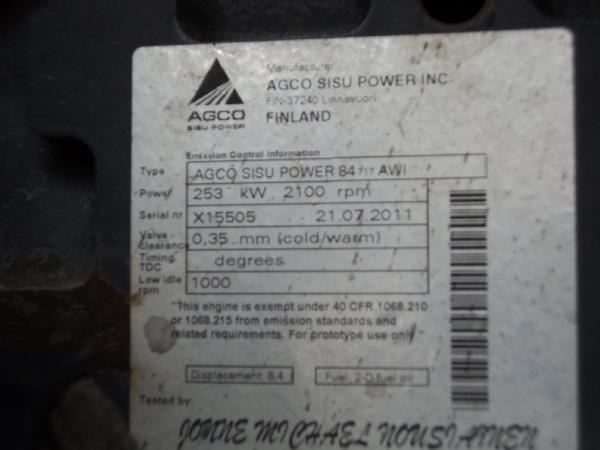 Manufacturer
AGCO SISU POWER INC.
FIN-37240 Linnavuori
FINLAND
AGCO
SISU POWER
Emission Control Information
Type AGCO SISU POWER 84 717 AWI
Power 253 kW 2100 rpm
Serial nr X15505 21.07.2011
Valve clearance 0,35 mm (cold/warm)
Timing TDC degrees
Low idle rpm 1000
"This engine is exempt under 40 CFR 1068.210
or 1068.215 from emission standards and
related requirements. For prototype use only"
Displacement: 8,4 l Fuel, 2-D fuel oil
Tested by:
JONNE MICHAEL NOUSIAINEN